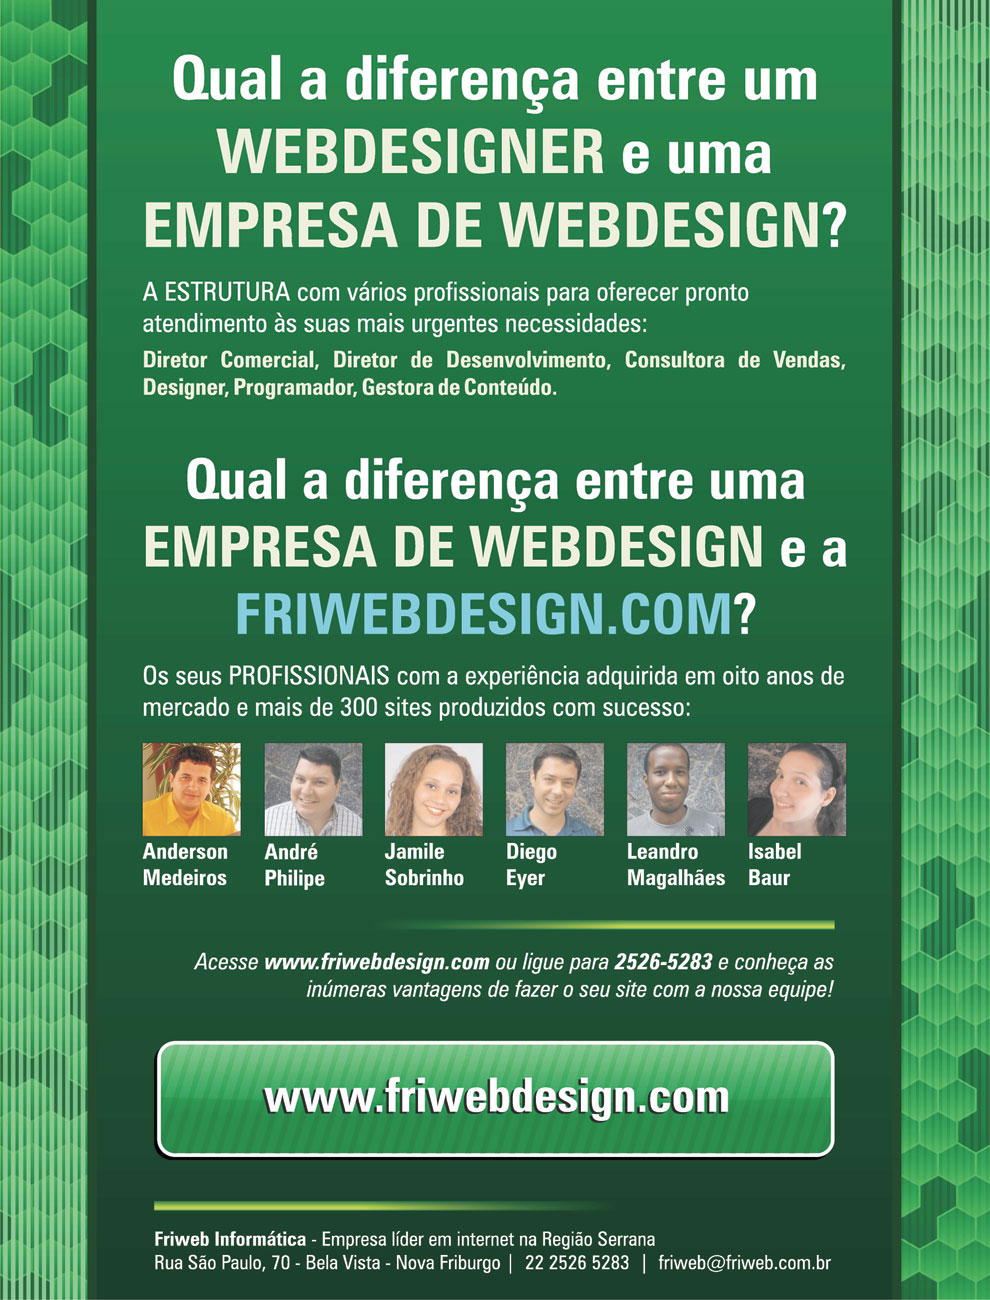 Qual a diferença entre um
WEBDESIGNER e uma
EMPRESA DE WEBDESIGN?
A ESTRUTURA com vários profissionais para oferecer pronto
atendimento às suas mais urgentes necessidades:
Diretor Comercial, Diretor de Desenvolvimento, Consultora de Vendas,
Designer, Programador, Gestora de Conteúdo.
Qual a diferença entre uma
EMPRESA DE WEBDESIGN e a
FRIWEBDESIGN.COM?
Os seus PROFISSIONAIS com a experiência adquirida em oito anos de
mercado e mais de 300 sites produzidos com sucesso:
Anderson
Medeiros
André
Philipe
Jamile
Sobrinho
Diego
Eyer
Leandro
Magalhães
Isabel
Baur
Acesse www.friwebdesign.com ou ligue para 2526-5283 e conheça as
inúmeras vantagens de fazer o seu site com a nossa equipe!
www.friwebdesign.com
Friweb Informática - Empresa líder em internet na Região Serrana
Rua São Paulo, 70 - Bela Vista - Nova Friburgo | 22 2526 5283 | friweb@friweb.com.br